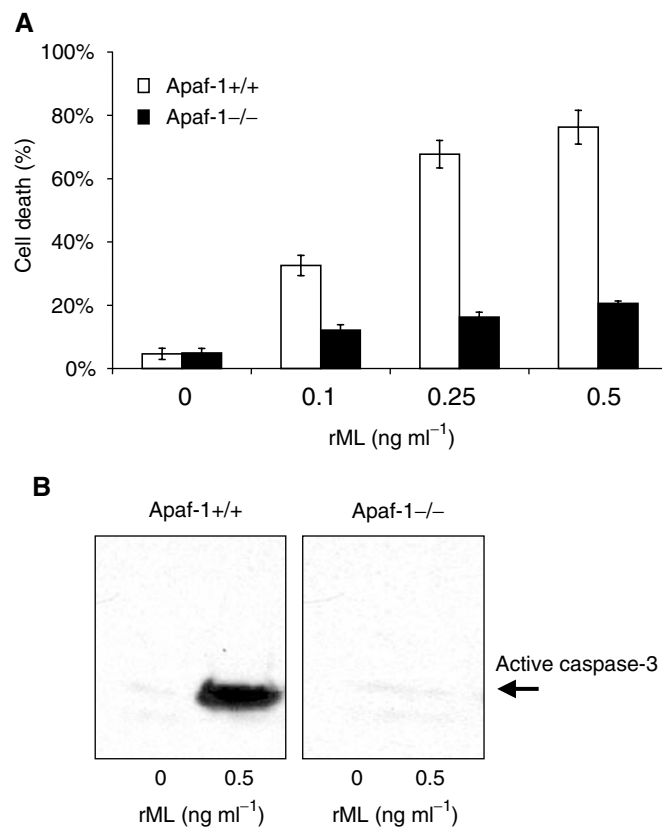 A
100%
80%
60%
40%
20%
0%
Cell death (%)
Apaf-1+/+
Apaf-1−/−
0 0.1 0.25 0.5
rML (ng ml⁻¹)
B
Apaf-1+/+ Apaf-1−/−
Active caspase-3
0 0.5 0 0.5
rML (ng ml⁻¹) rML (ng ml⁻¹)